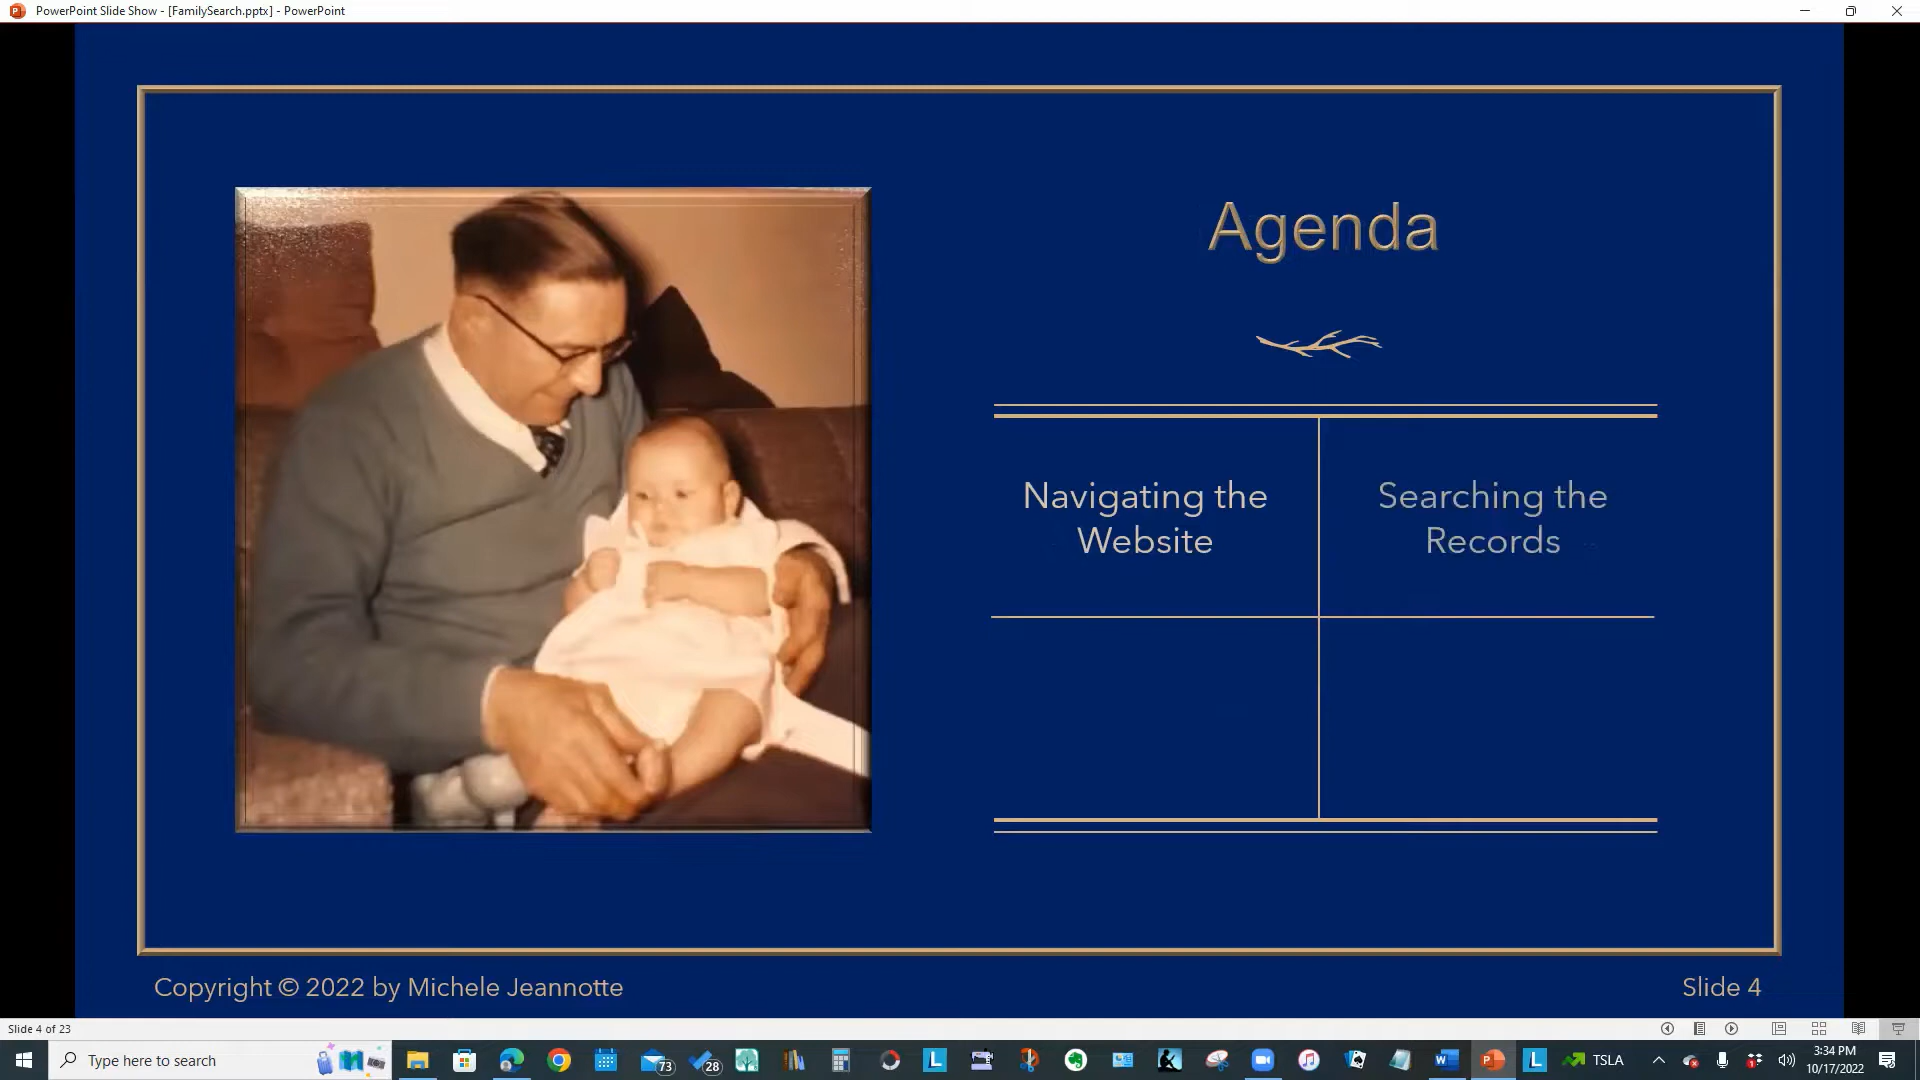 PowerPoint Slide Show - [FamilySearch.pptx] - PowerPoint
Agenda
Navigating the
Website
Searching the
Records
Copyright © 2022 by Michele Jeannotte
Slide 4
Slide 4 of 23
Type here to search
73
28
L
W
P
L
TSLA
3:34 PM
10/17/2022